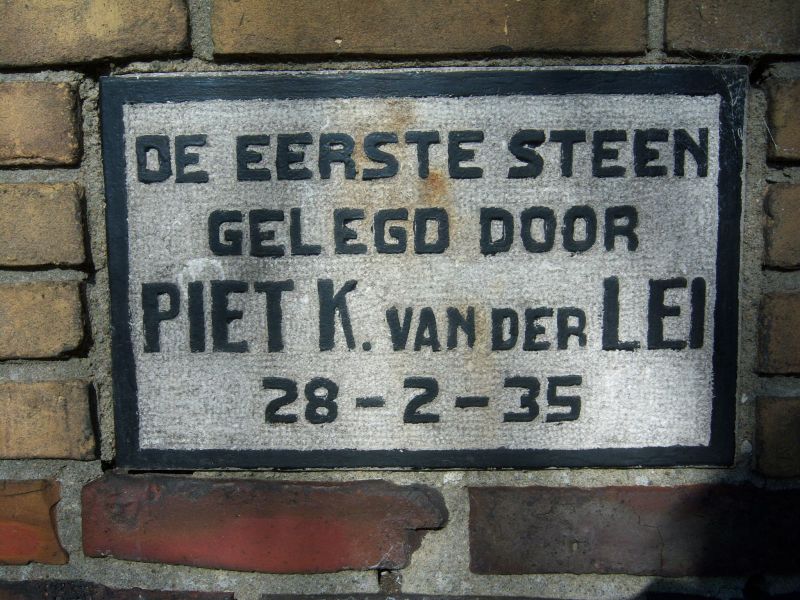 DE EERSTE STEEN
GELEGD DOOR
PIET K. VAN DER LEI
28-2-35